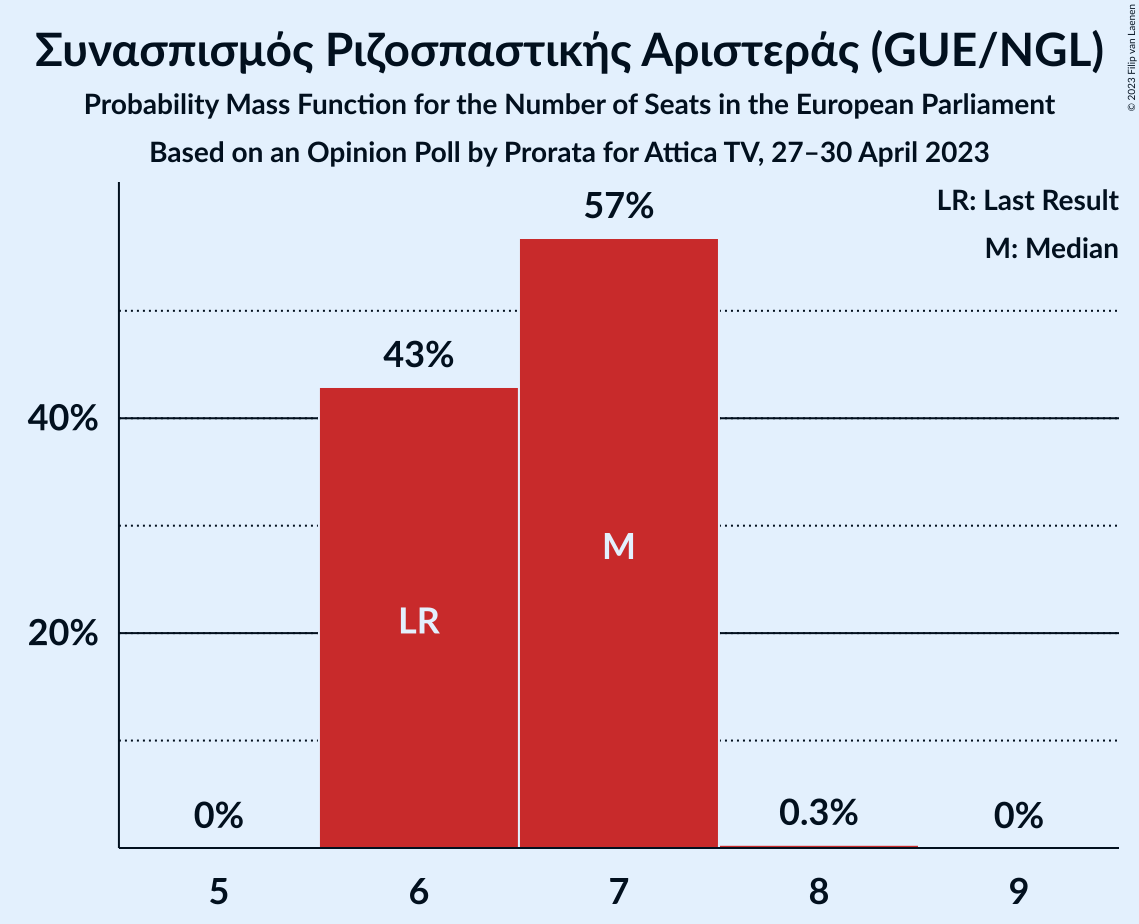 Συνασπισμός Ριζοσπαστικής Αριστεράς (GUE/NGL)
Probability Mass Function for the Number of Seats in the European Parliament
Based on an Opinion Poll by Prorata for Attica TV, 27–30 April 2023
© 2023 Filip van Laenen
LR: Last Result
M: Median
57%
43%
40%
M
LR
20%
0%
0.3%
0%
5
6
7
8
9